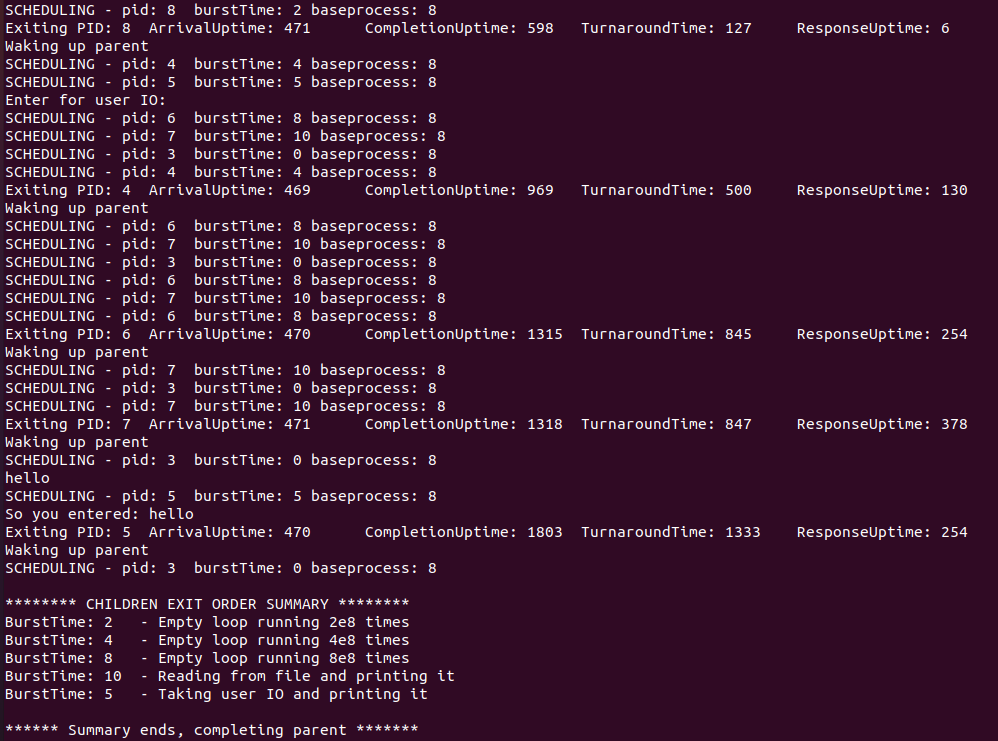 SCHEDULING - pid: 8  burstTime: 2 baseprocess: 8
Exiting PID: 8  ArrivalUptime: 471      CompletionUptime: 598   TurnaroundTime: 127     ResponseUptime: 6
Waking up parent
SCHEDULING - pid: 4  burstTime: 4 baseprocess: 8
SCHEDULING - pid: 5  burstTime: 5 baseprocess: 8
Enter for user IO:
SCHEDULING - pid: 6  burstTime: 8 baseprocess: 8
SCHEDULING - pid: 7  burstTime: 10 baseprocess: 8
SCHEDULING - pid: 3  burstTime: 0 baseprocess: 8
SCHEDULING - pid: 4  burstTime: 4 baseprocess: 8
Exiting PID: 4  ArrivalUptime: 469      CompletionUptime: 969   TurnaroundTime: 500     ResponseUptime: 130
Waking up parent
SCHEDULING - pid: 6  burstTime: 8 baseprocess: 8
SCHEDULING - pid: 7  burstTime: 10 baseprocess: 8
SCHEDULING - pid: 3  burstTime: 0 baseprocess: 8
SCHEDULING - pid: 6  burstTime: 8 baseprocess: 8
SCHEDULING - pid: 7  burstTime: 10 baseprocess: 8
SCHEDULING - pid: 6  burstTime: 8 baseprocess: 8
Exiting PID: 6  ArrivalUptime: 470      CompletionUptime: 1315  TurnaroundTime: 845     ResponseUptime: 254
Waking up parent
SCHEDULING - pid: 7  burstTime: 10 baseprocess: 8
SCHEDULING - pid: 3  burstTime: 0 baseprocess: 8
SCHEDULING - pid: 7  burstTime: 10 baseprocess: 8
Exiting PID: 7  ArrivalUptime: 471      CompletionUptime: 1318  TurnaroundTime: 847     ResponseUptime: 378
Waking up parent
SCHEDULING - pid: 3  burstTime: 0 baseprocess: 8
hello
SCHEDULING - pid: 5  burstTime: 5 baseprocess: 8
So you entered: hello
Exiting PID: 5  ArrivalUptime: 470      CompletionUptime: 1803  TurnaroundTime: 1333    ResponseUptime: 254
Waking up parent
SCHEDULING - pid: 3  burstTime: 0 baseprocess: 8
******** CHILDREN EXIT ORDER SUMMARY ********
BurstTime: 2   - Empty loop running 2e8 times
BurstTime: 4   - Empty loop running 4e8 times
BurstTime: 8   - Empty loop running 8e8 times
BurstTime: 10  - Reading from file and printing it
BurstTime: 5   - Taking user IO and printing it
****** Summary ends, completing parent *******